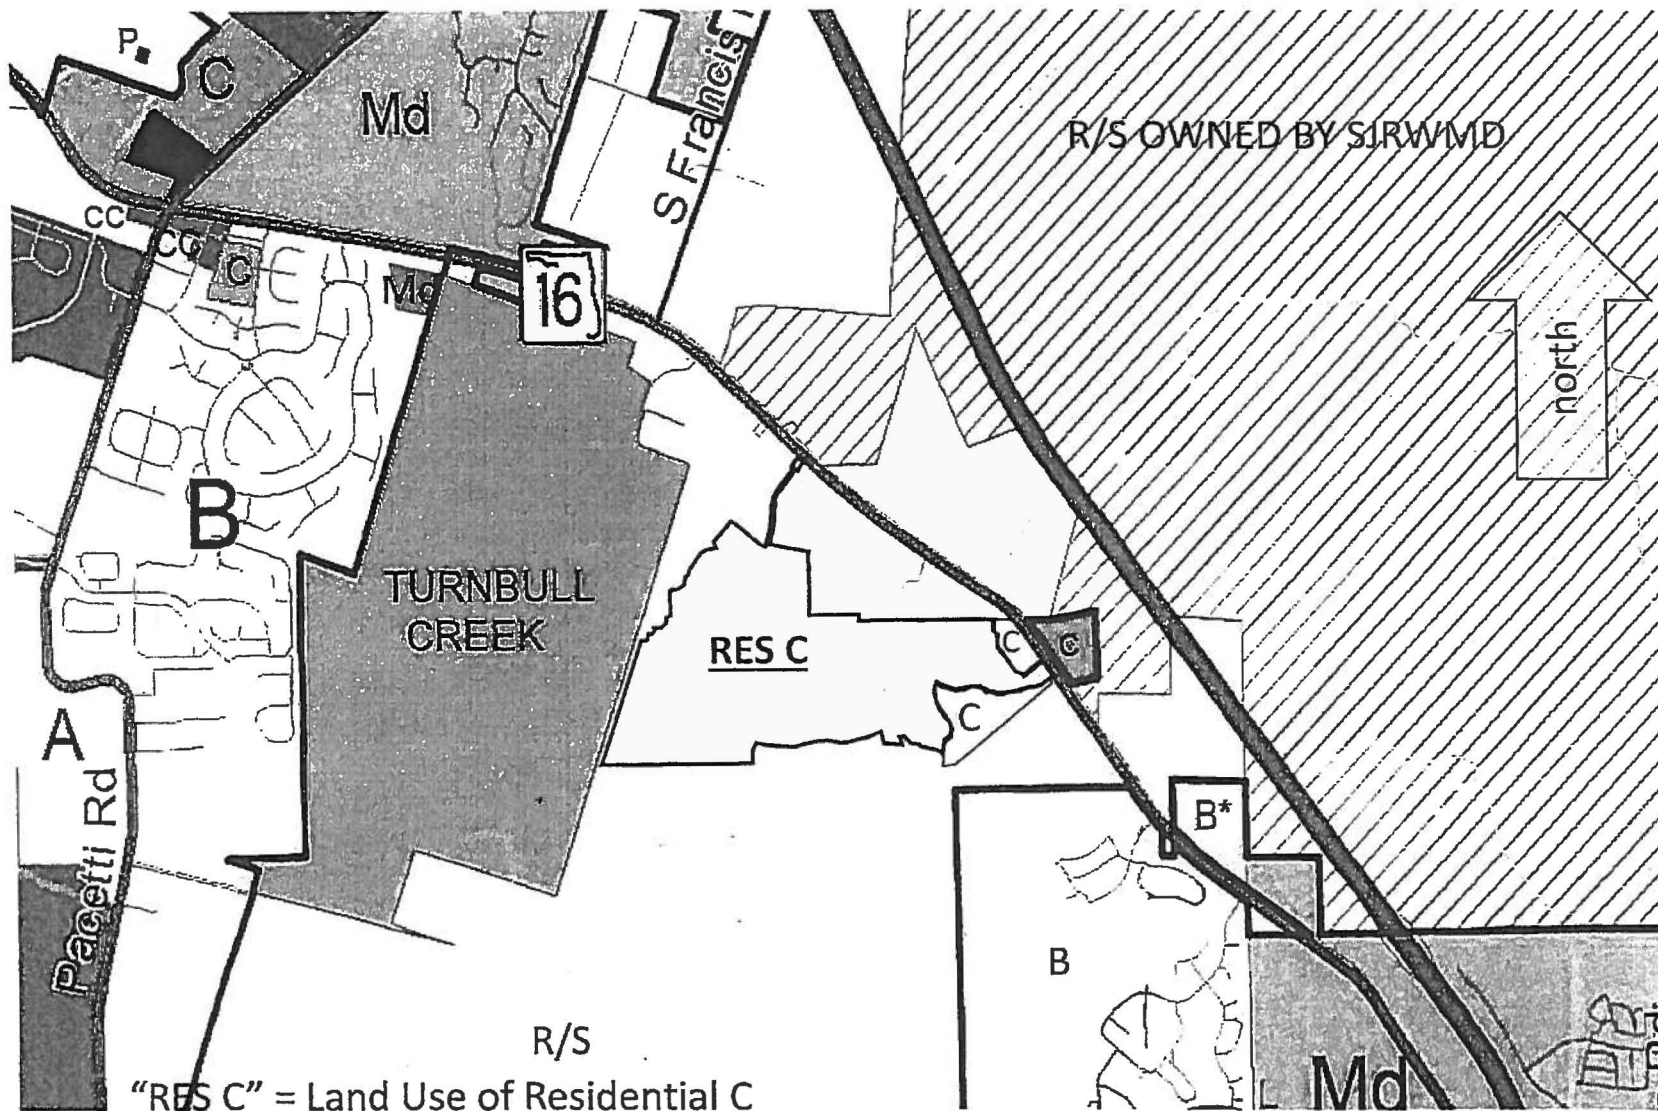 P
C
Md
S Francis
R/S OWNED BY SJRWMD
CC
CC
C
Md
16
north
B
TURNBULL
CREEK
RES C
C
C
C
A
Pacetti Rd
B*
B
R/S
Md
"RES C" = Land Use of Residential C